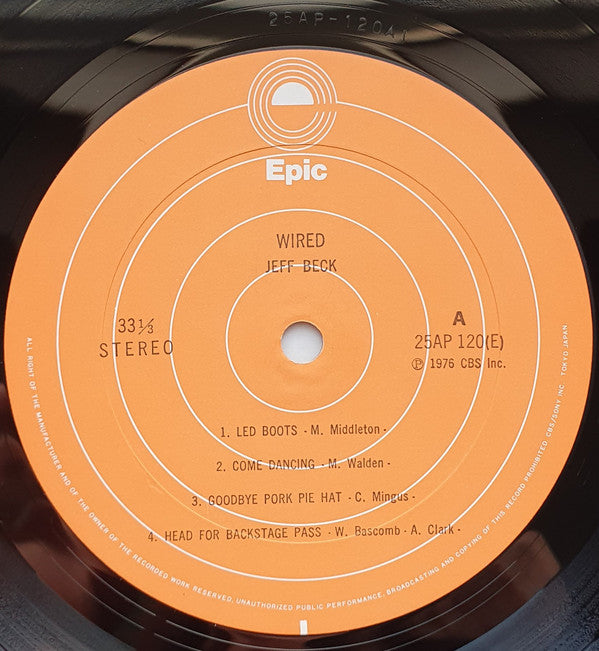 25AP-120A1
Epic
WIRED
JEFF BECK
33⅓
STEREO
A
25AP 120(E)
Ⓟ 1976 CBS Inc.
1. LED BOOTS - M. Middleton -
2. COME DANCING - M. Walden -
3. GOODBYE PORK PIE HAT - C. Mingus -
4. HEAD FOR BACKSTAGE PASS - W. Bascomb - A. Clark -
ALL RIGHT OF THE MANUFACTURER AND OF THE OWNER OF THE RECORDED WORK RESERVED. UNAUTHORIZED PUBLIC PERFORMANCE, BROADCASTING AND COPYING OF THIS RECORD PROHIBITED CBS/SONY INC. TOKYO JAPAN